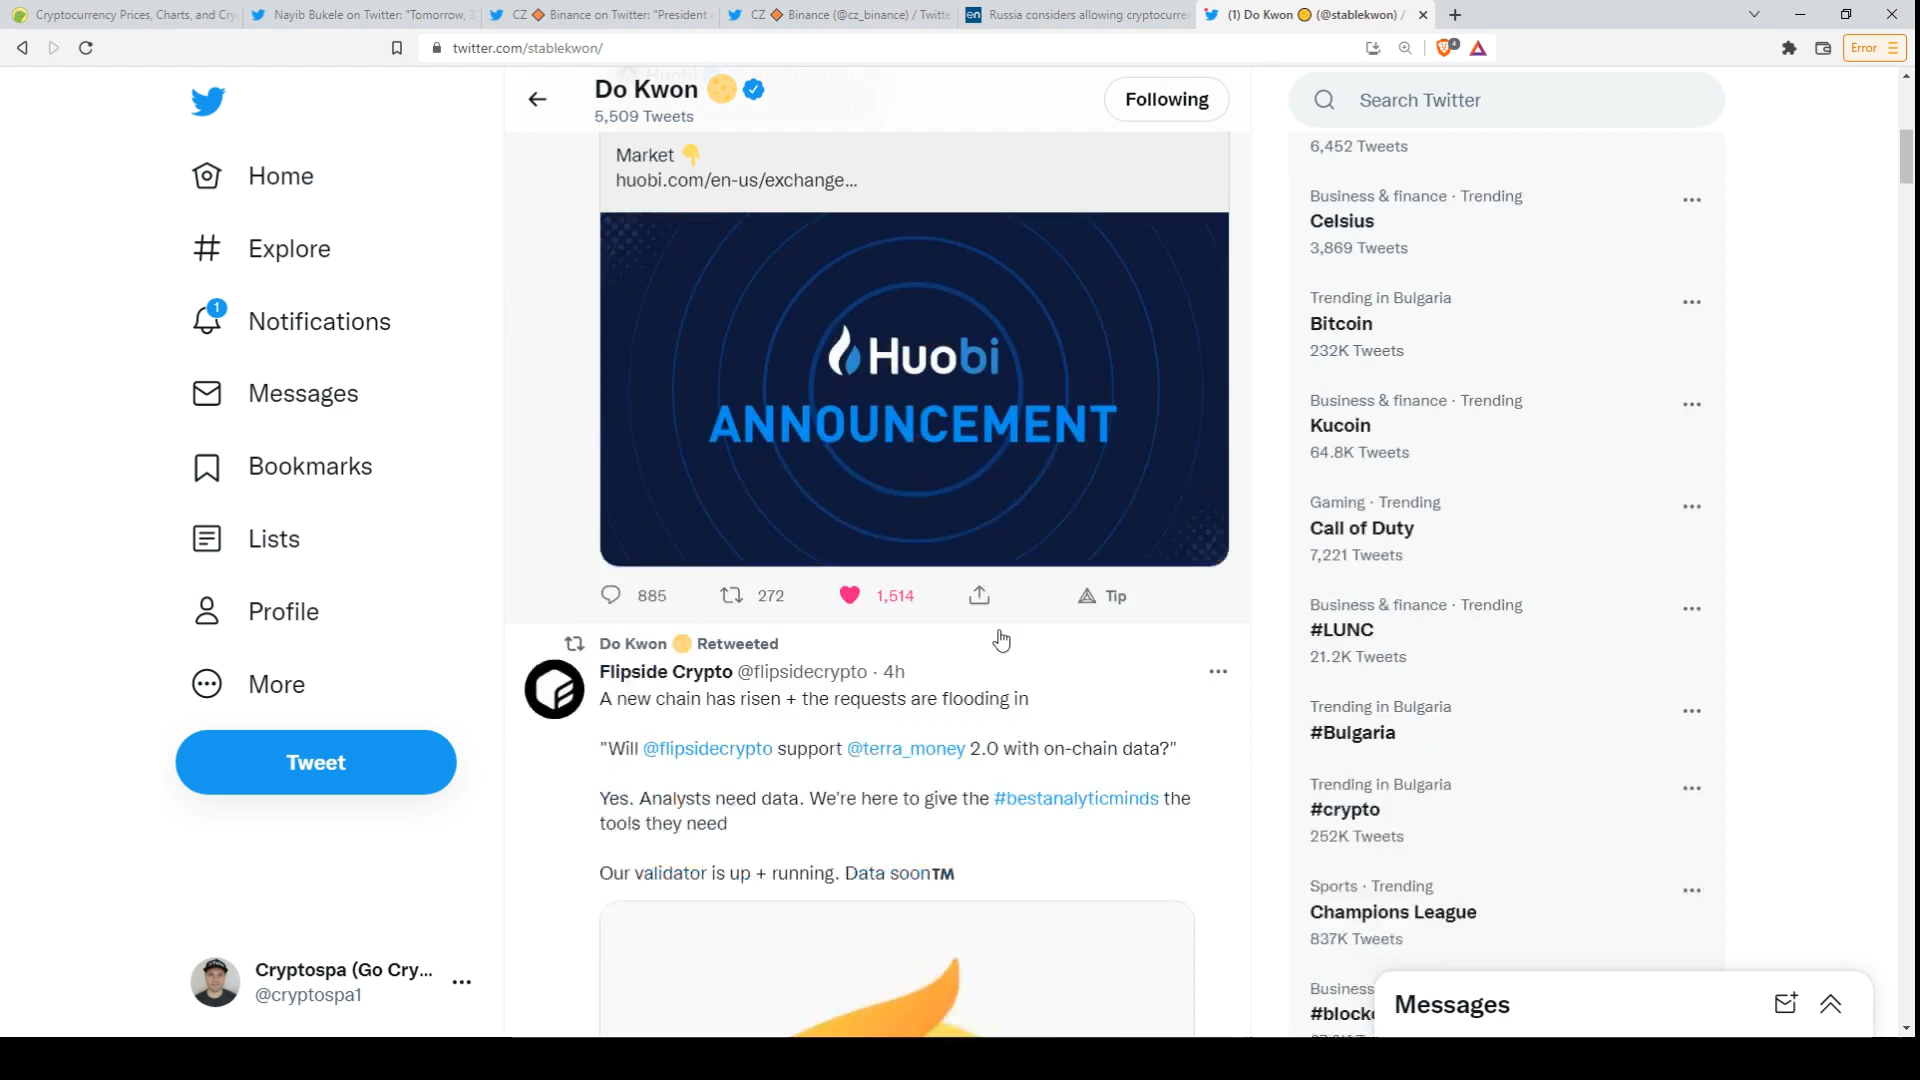 Cryptocurrency Prices, Charts, and Cry
Nayib Bukele on Twitter: "Tomorrow, 3
CZ 🔶 Binance on Twitter: "President
CZ 🔶 Binance (@cz_binance) / Twitte
en
Russia considers allowing cryptocurre
(1) Do Kwon 🌕 (@stablekwon) /
twitter.com/stablekwon/
4
Error
Do Kwon 🌕
5,509 Tweets
Following
Search Twitter
Home
Explore
1
Notifications
Messages
Bookmarks
Lists
Profile
More
Tweet
Cryptospa (Go Cry...
@cryptospa1
Market 👇
huobi.com/en-us/exchange...
Huobi
ANNOUNCEMENT
885
272
1,514
Tip
Do Kwon 🌕 Retweeted
Flipside Crypto @flipsidecrypto · 4h
A new chain has risen + the requests are flooding in
"Will @flipsidecrypto support @terra_money 2.0 with on-chain data?"
Yes. Analysts need data. We're here to give the #bestanalyticminds the
tools they need
Our validator is up + running. Data soon™
6,452 Tweets
Business & finance · Trending
Celsius
3,869 Tweets
Trending in Bulgaria
Bitcoin
232K Tweets
Business & finance · Trending
Kucoin
64.8K Tweets
Gaming · Trending
Call of Duty
7,221 Tweets
Business & finance · Trending
#LUNC
21.2K Tweets
Trending in Bulgaria
#Bulgaria
Trending in Bulgaria
#crypto
252K Tweets
Sports · Trending
Champions League
837K Tweets
Business
#blockc
Messages